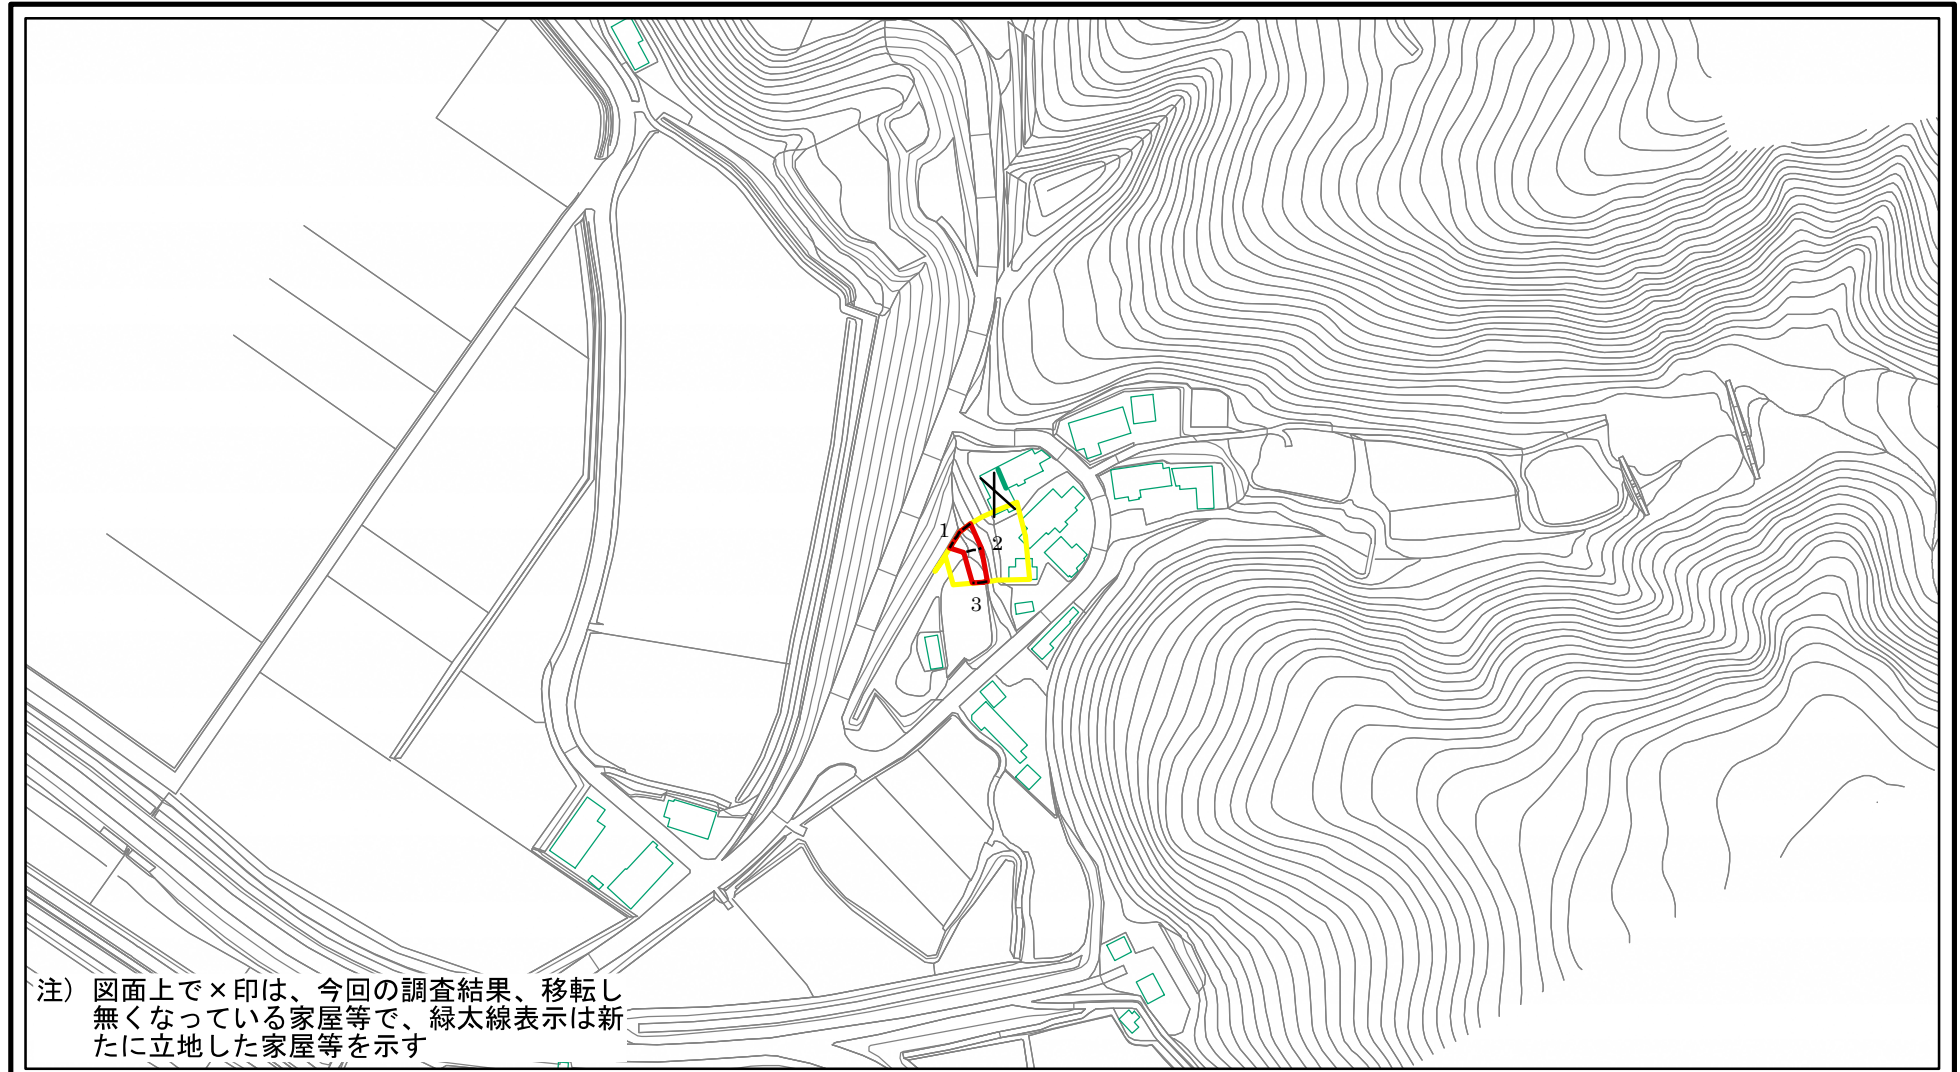 1
2
3
注) 図面上で×印は、今回の調査結果、移転し
無くなっている家屋等で、緑太線表示は新
たに立地した家屋等を示す